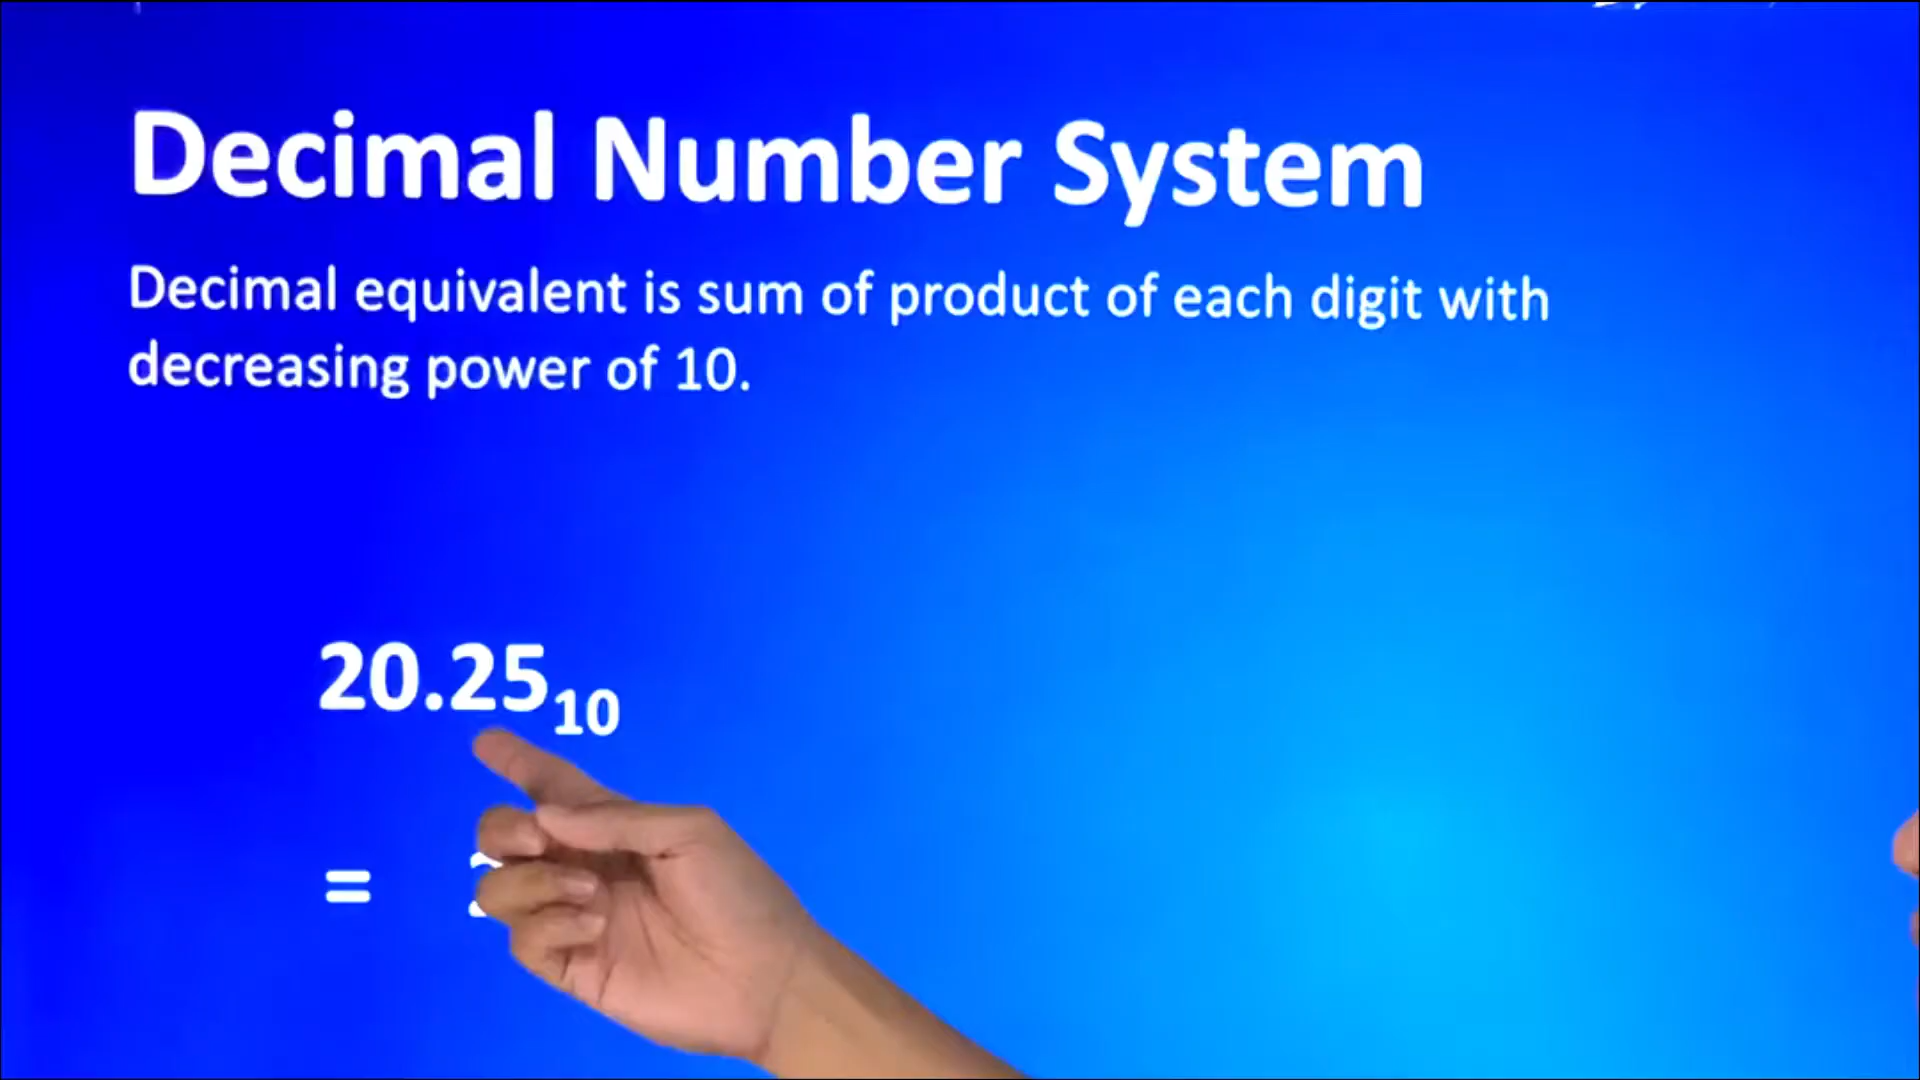 Decimal Number System
Decimal equivalent is sum of product of each digit with
decreasing power of 10.
20.25₁₀
=